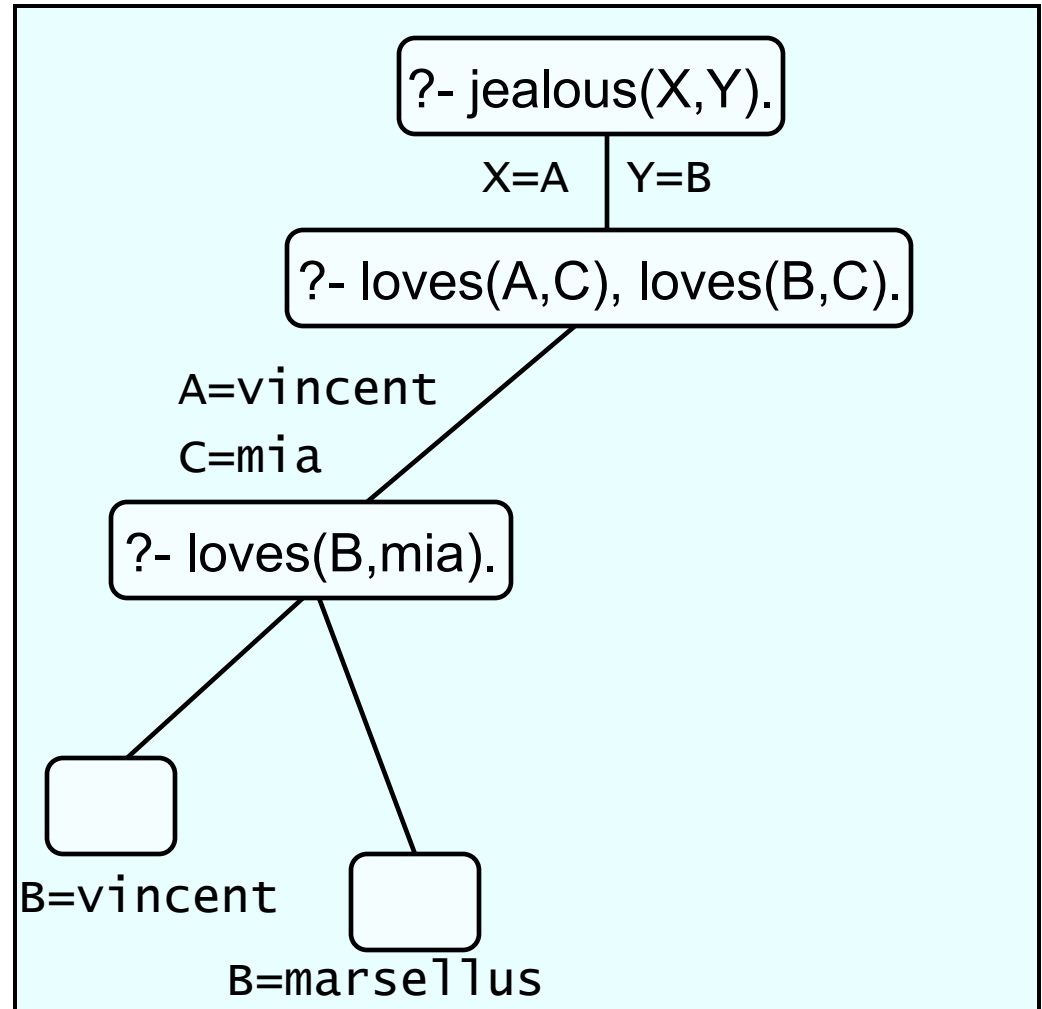 ?- jealous(X,Y).
X=A Y=B
?- loves(A,C), loves(B,C).
A=vincent
C=mia
?- loves(B,mia).
B=vincent
B=marsellus